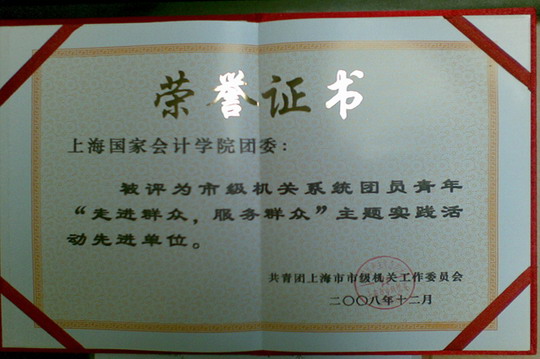 荣誉证书
上海国家会计学院团委：
被评为市级机关系统团员青年
“走进群众，服务群众”主题实践活
动先进单位。
共青团上海市市级机关工作委员会
二〇〇八年十二月